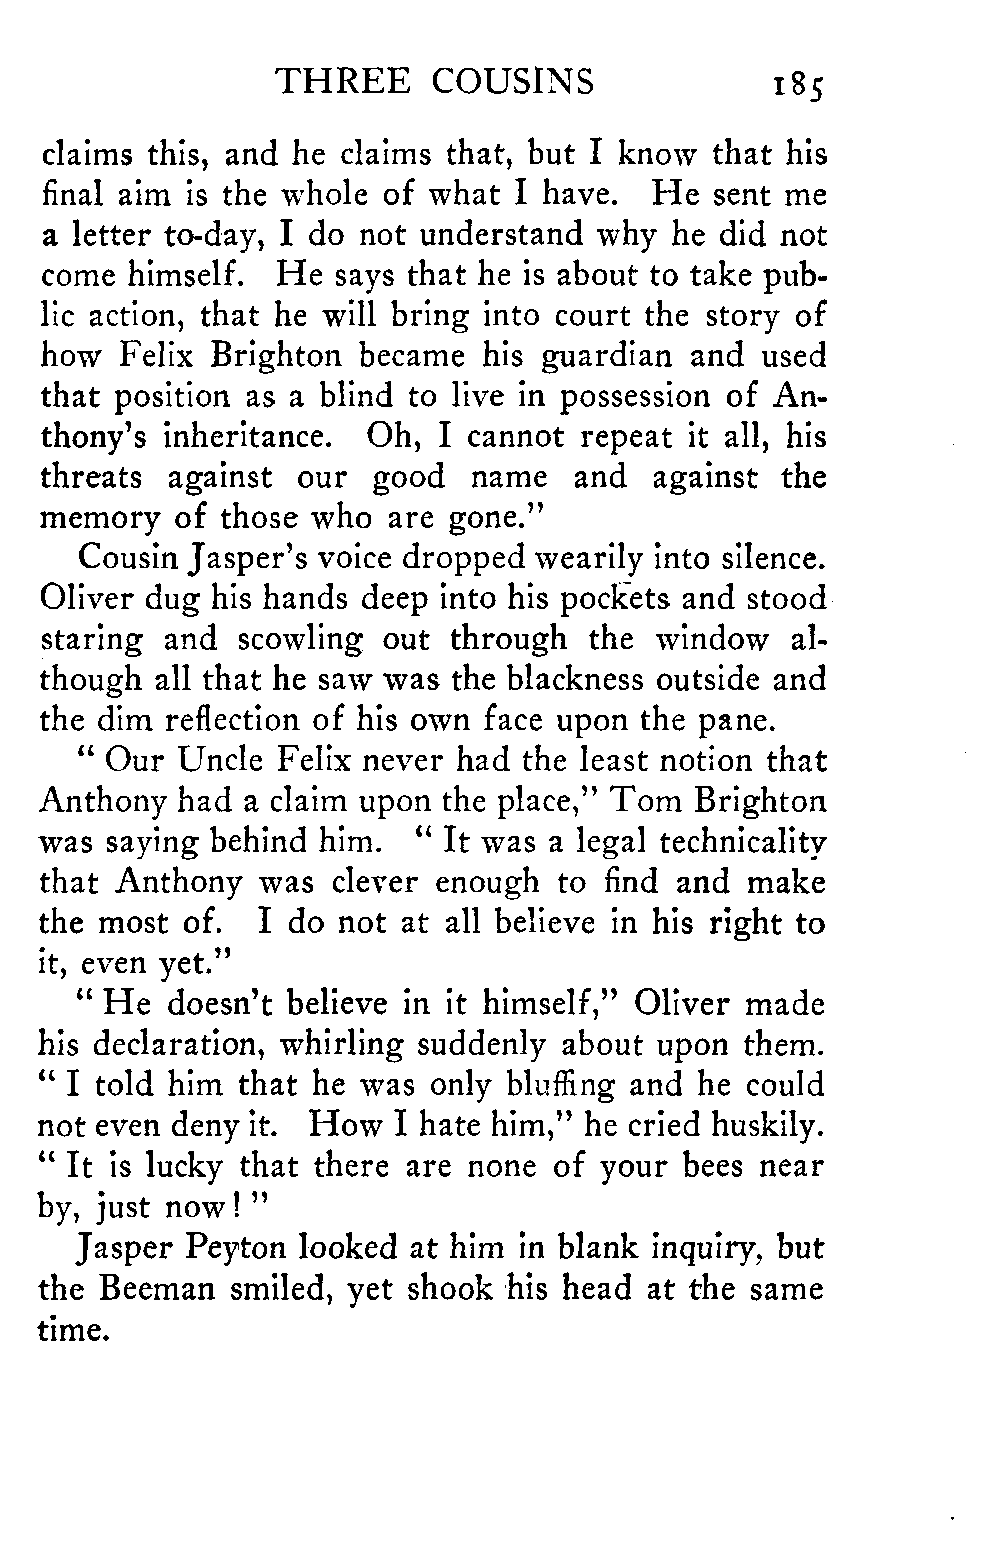 THREE COUSINS 185
claims this, and he claims that, but I know that his
final aim is the whole of what I have. He sent me
a letter to-day, I do not understand why he did not
come himself. He says that he is about to take pub-
lic action, that he will bring into court the story of
how Felix Brighton became his guardian and used
that position as a blind to live in possession of An-
thony's inheritance. Oh, I cannot repeat it all, his
threats against our good name and against the
memory of those who are gone."
Cousin Jasper's voice dropped wearily into silence.
Oliver dug his hands deep into his pockets and stood
staring and scowling out through the window al-
though all that he saw was the blackness outside and
the dim reflection of his own face upon the pane.
" Our Uncle Felix never had the least notion that
Anthony had a claim upon the place," Tom Brighton
was saying behind him. " It was a legal technicality
that Anthony was clever enough to find and make
the most of. I do not at all believe in his right to
it, even yet."
" He doesn't believe in it himself," Oliver made
his declaration, whirling suddenly about upon them.
" I told him that he was only bluffing and he could
not even deny it. How I hate him," he cried huskily.
" It is lucky that there are none of your bees near
by, just now! "
Jasper Peyton looked at him in blank inquiry, but
the Beeman smiled, yet shook his head at the same
time.